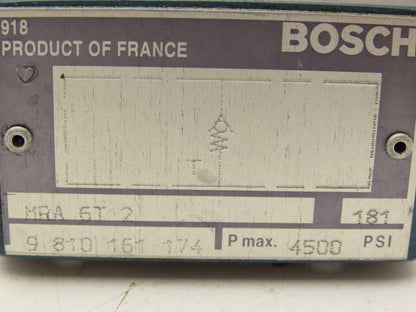 918
PRODUCT OF FRANCE
BOSCH
MRA 6T 2
181
9 810 161 174
P max. 4500 PSI